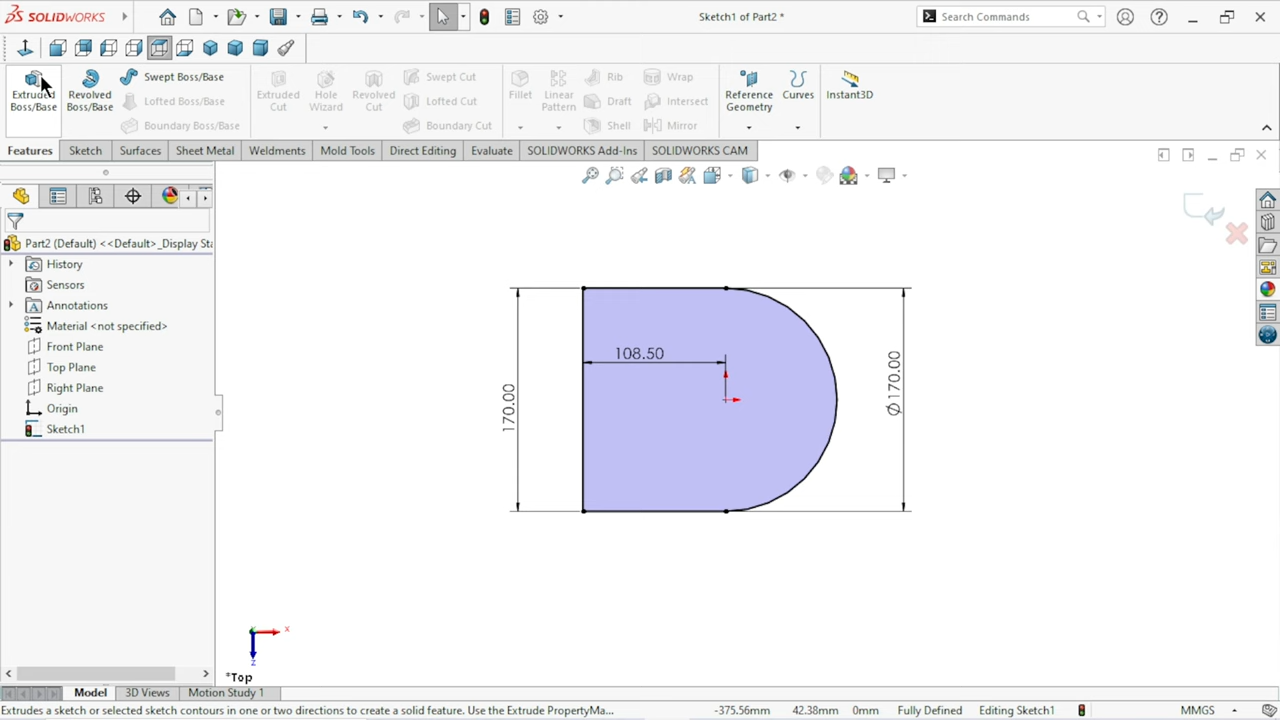 SOLIDWORKS
Sketch1 of Part2 *
Search Commands
Extruded Boss/Base
Revolved Boss/Base
Swept Boss/Base
Lofted Boss/Base
Boundary Boss/Base
Extruded Cut
Hole Wizard
Revolved Cut
Swept Cut
Lofted Cut
Boundary Cut
Fillet
Linear Pattern
Rib
Draft
Shell
Wrap
Intersect
Mirror
Reference Geometry
Curves
Instant3D
Features
Sketch
Surfaces
Sheet Metal
Weldments
Mold Tools
Direct Editing
Evaluate
SOLIDWORKS Add-Ins
SOLIDWORKS CAM
Part2 (Default) <<Default>_Display Sta
History
Sensors
Annotations
Material <not specified>
Front Plane
Top Plane
Right Plane
Origin
Sketch1
108.50
170.00
Ø170.00
x
z
*Top
Model
3D Views
Motion Study 1
Extrudes a sketch or selected sketch contours in one or two directions to create a solid feature. Use the Extrude PropertyMa...
-375.56mm
42.38mm
0mm
Fully Defined
Editing Sketch1
MMGS